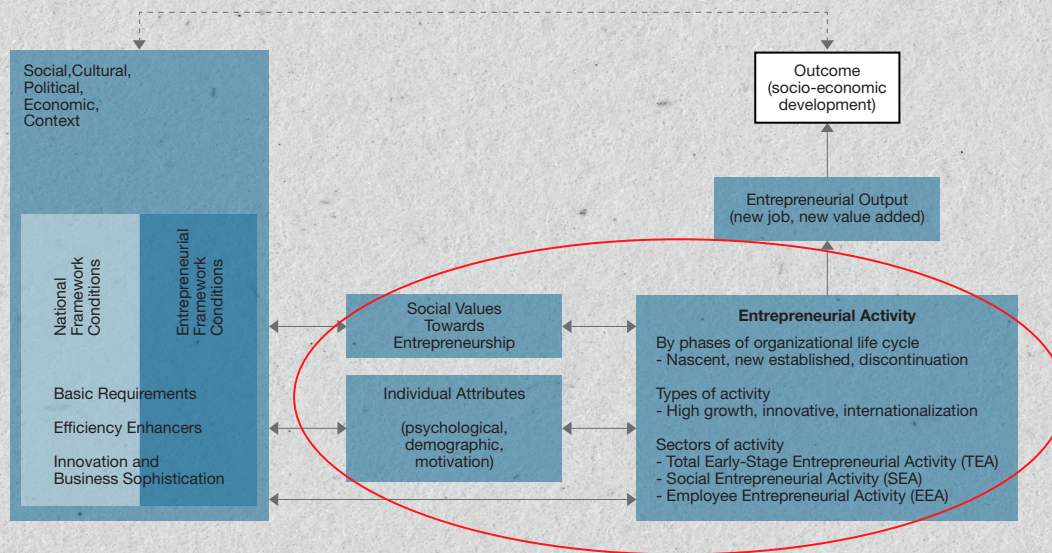 Social,Cultural,
Political,
Economic,
Context
National
Framework
Conditions
Entrepreneurial
Framework
Conditions
Basic Requirements
Efficiency Enhancers
Innovation and
Business Sophistication
Social Values
Towards
Entrepreneurship
Individual Attributes
(psychological,
demographic,
motivation)
Outcome
(socio-economic
development)
Entrepreneurial Output
(new job, new value added)
Entrepreneurial Activity
By phases of organizational life cycle
- Nascent, new established, discontinuation
Types of activity
- High growth, innovative, internationalization
Sectors of activity
- Total Early-Stage Entrepreneurial Activity (TEA)
- Social Entrepreneurial Activity (SEA)
- Employee Entrepreneurial Activity (EEA)